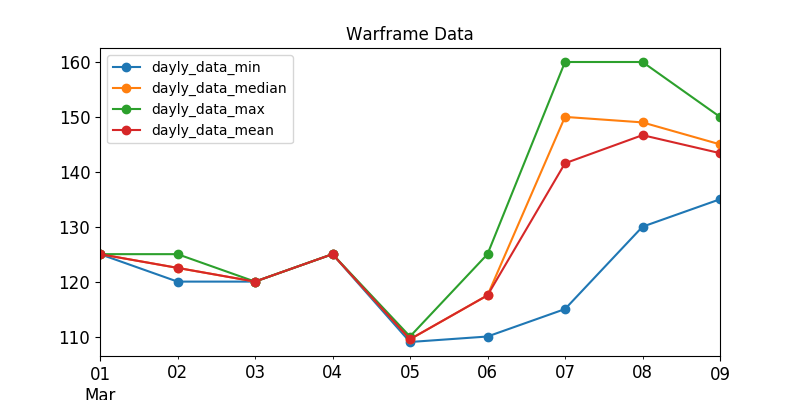 Warframe Data
dayly_data_min
dayly_data_median
dayly_data_max
dayly_data_mean
160
150
140
130
120
110
01 02 03 04 05 06 07 08 09
Mar